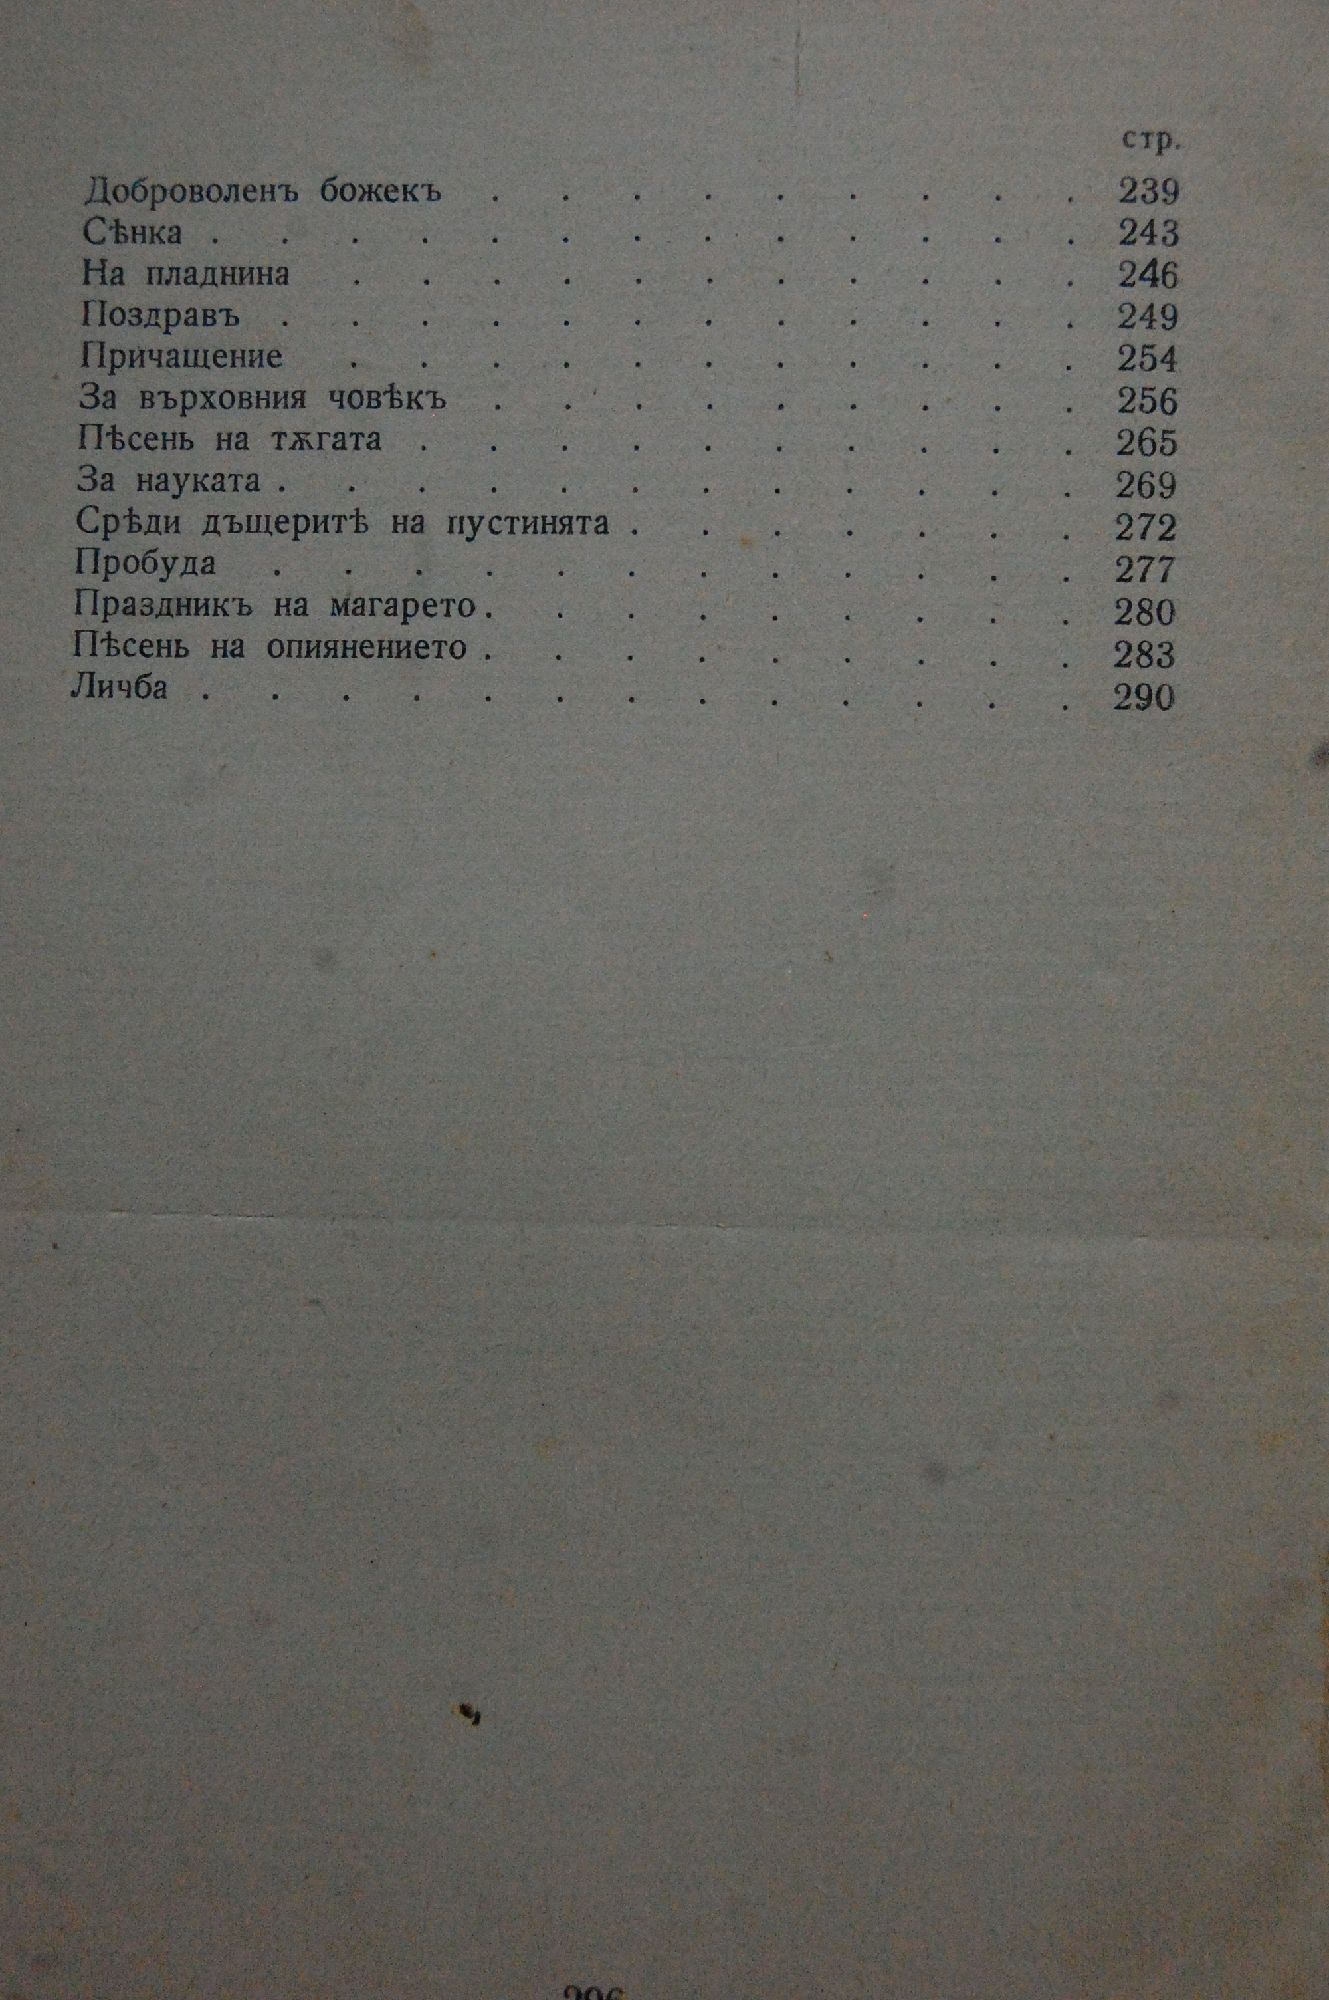 стр.
Доброволенъ божекъ . . . . . . . . . 239
Сѣнка . . . . . . . . . . . . . 243
На пладнина . . . . . . . . . . . 246
Поздравъ . . . . . . . . . . . . 249
Причащение . . . . . . . . . . . 254
За върховния човѣкъ . . . . . . . . . 256
Пѣсень на тѫгата . . . . . . . . . . 265
За науката . . . . . . . . . . . . 269
Срѣди дъщеритѣ на пустинята . . . . . . . 272
Пробуда . . . . . . . . . . . . 277
Праздникъ на магарето . . . . . . . . . 280
Пѣсень на опиянението . . . . . . . . . 283
Личба . . . . . . . . . . . . . 290
296